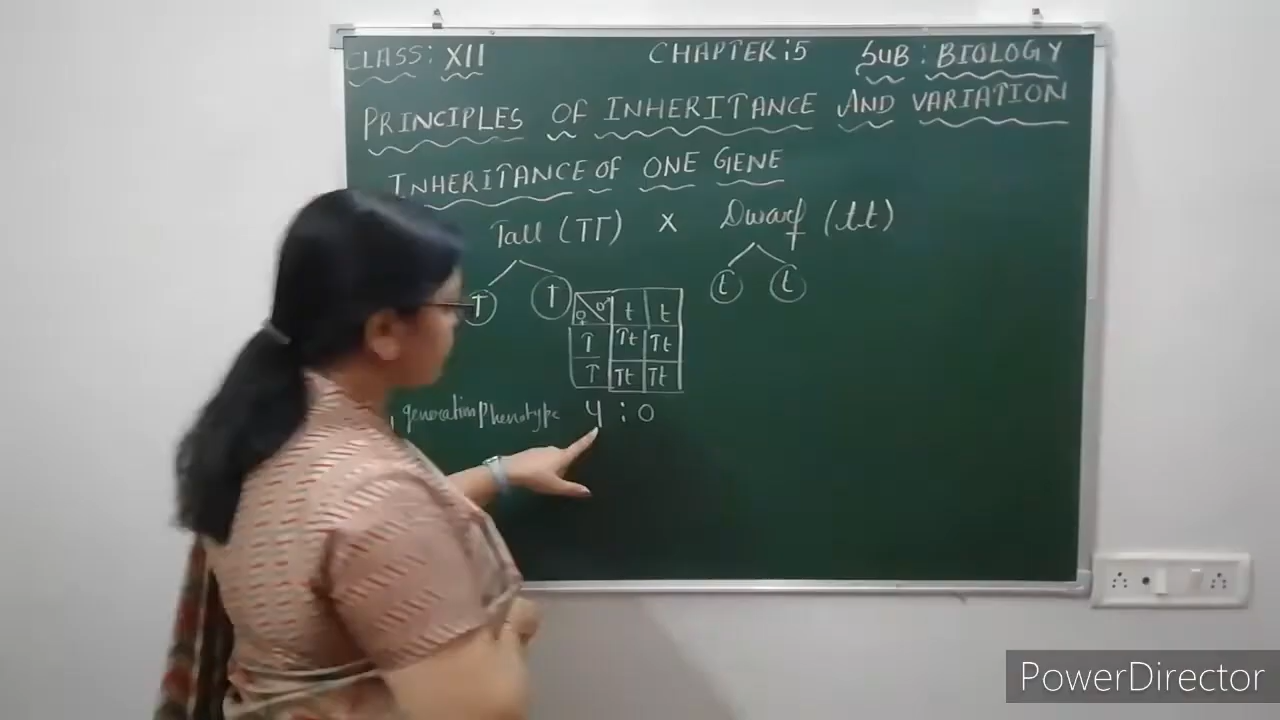 CLASS: XII CHAPTER:5 SUB: BIOLOGY
PRINCIPLES OF INHERITANCE AND VARIATION
INHERITANCE OF ONE GENE
Tall (TT) x Dwarf (tt)
T T t t
♀ ♂ t t
T Tt Tt
T Tt Tt
generation Phenotype 4 : 0
PowerDirector